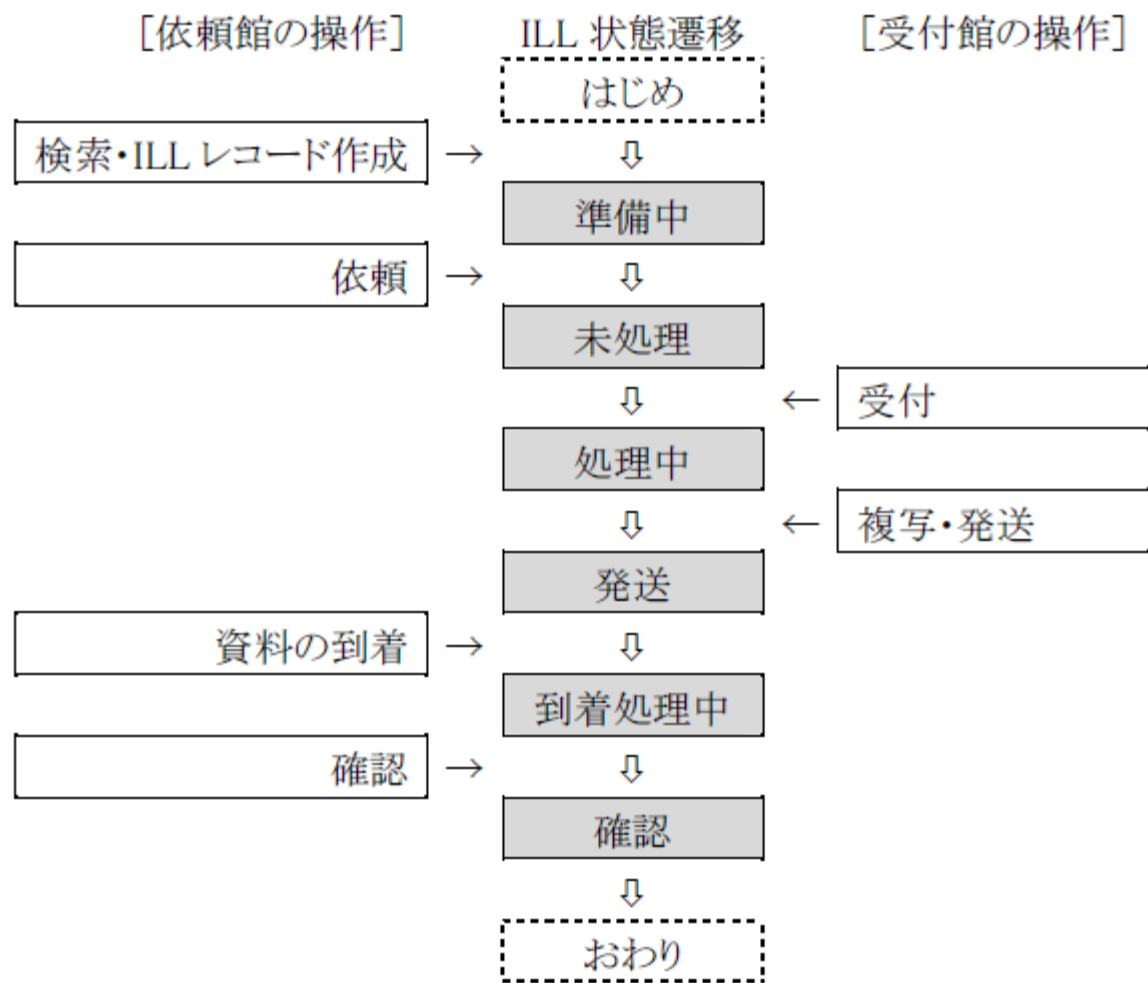 [依頼館の操作] ILL 状態遷移 [受付館の操作]
はじめ
検索・ILLレコード作成 → ⇩
準備中
依頼 → ⇩
未処理
⇩ ← 受付
処理中
⇩ ← 複写・発送
発送
資料の到着 → ⇩
到着処理中
確認 → ⇩
確認
⇩
おわり